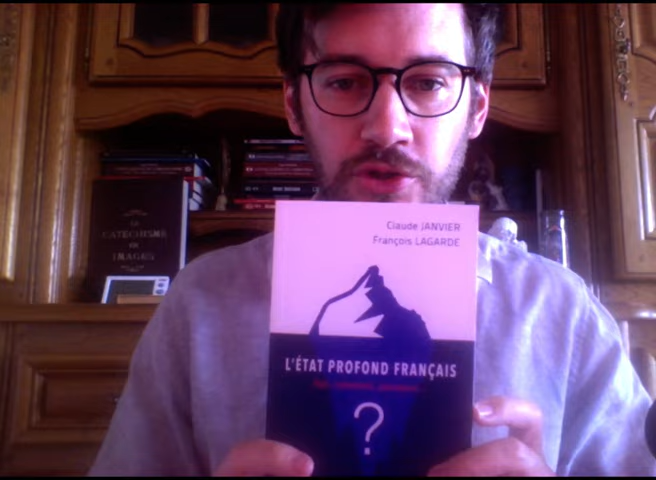 Claude JANVIER
François LAGARDE
L'ÉTAT PROFOND FRANÇAIS
?
LE
CATÉCHISME
EN
IMAGES